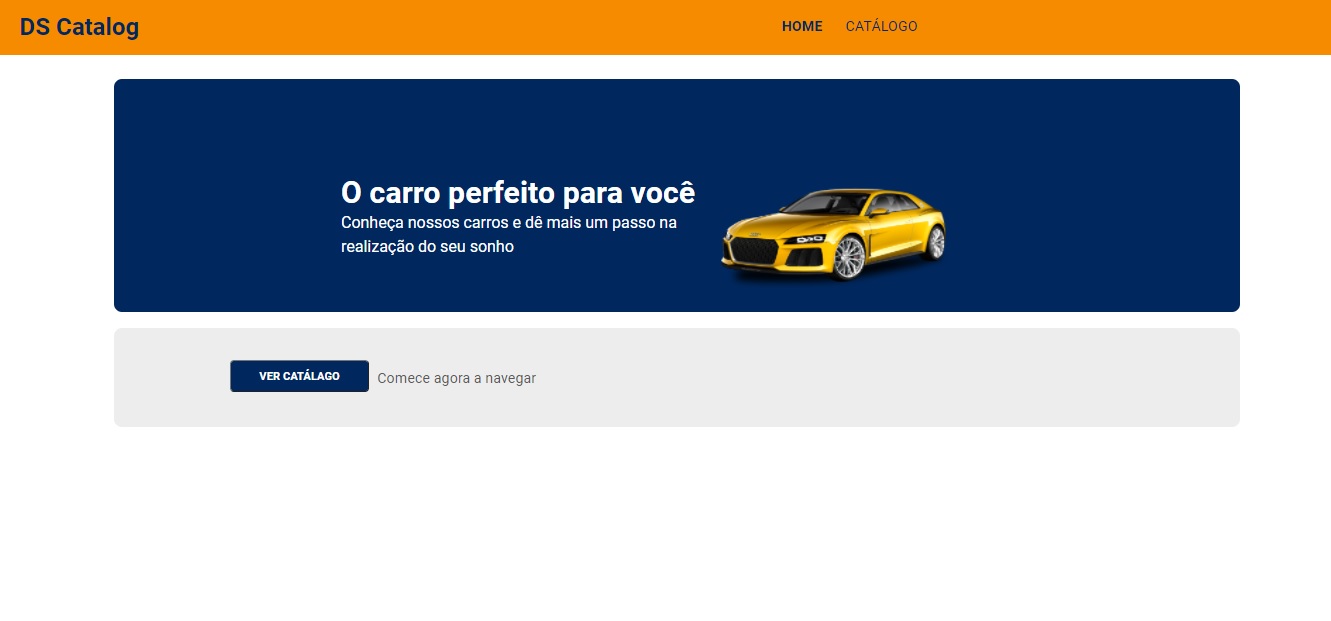 DS Catalog
HOME CATÁLOGO
O carro perfeito para você
Conheça nossos carros e dê mais um passo na
realização do seu sonho
VER CATÁLAGO Comece agora a navegar